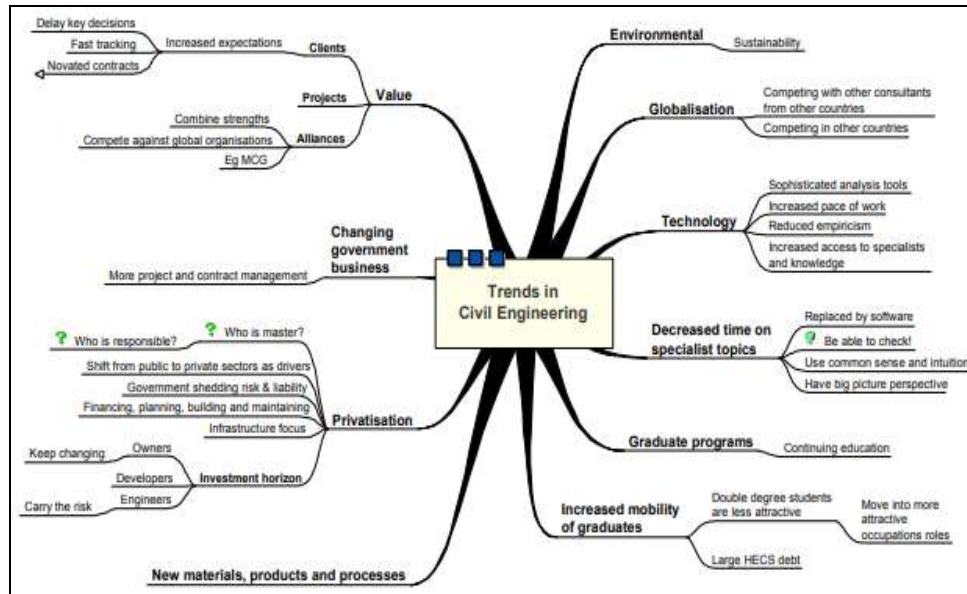 Trends in
Civil Engineering
Environmental
Sustainability
Globalisation
Competing with other consultants
from other countries
Competing in other countries
Technology
Sophisticated analysis tools
Increased pace of work
Reduced empiricism
Increased access to specialists
and knowledge
Decreased time on
specialist topics
Replaced by software
Be able to check!
Use common sense and intuition
Have big picture perspective
Graduate programs
Continuing education
Increased mobility
of graduates
Double degree students
are less attractive
Move into more
attractive
occupations roles
Large HECS debt
New materials, products and processes
Privatisation
? Who is master?
? Who is responsible?
Shift from public to private sectors as drivers
Government shedding risk & liability
Financing, planning, building and maintaining
Infrastructure focus
Investment horizon
Owners
Keep changing
Developers
Engineers
Carry the risk
Changing
government
business
More project and contract management
Value
Clients
Increased expectations
Delay key decisions
Fast tracking
Novated contracts
Projects
Alliances
Combine strengths
Compete against global organisations
Eg MCG